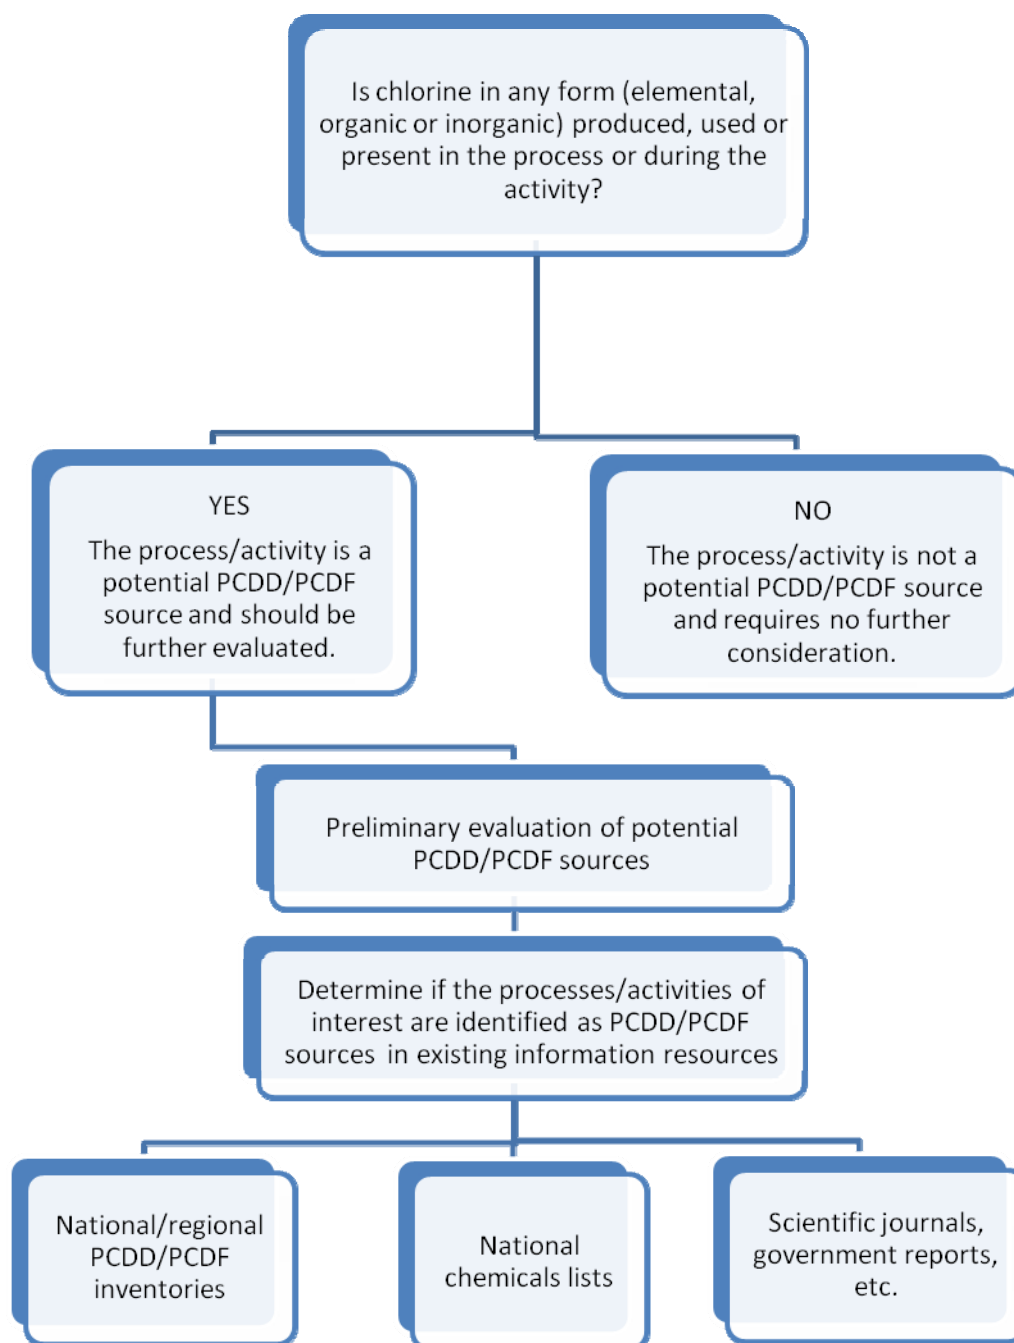 Is chlorine in any form (elemental,
organic or inorganic) produced, used or
present in the process or during the
activity?
YES
The process/activity is a
potential PCDD/PCDF
source and should be
further evaluated.
NO
The process/activity is not a
potential PCDD/PCDF source
and requires no further
consideration.
Preliminary evaluation of potential
PCDD/PCDF sources
Determine if the processes/activities of
interest are identified as PCDD/PCDF
sources in existing information resources
National/regional
PCDD/PCDF
inventories
National
chemicals lists
Scientific journals,
government reports,
etc.